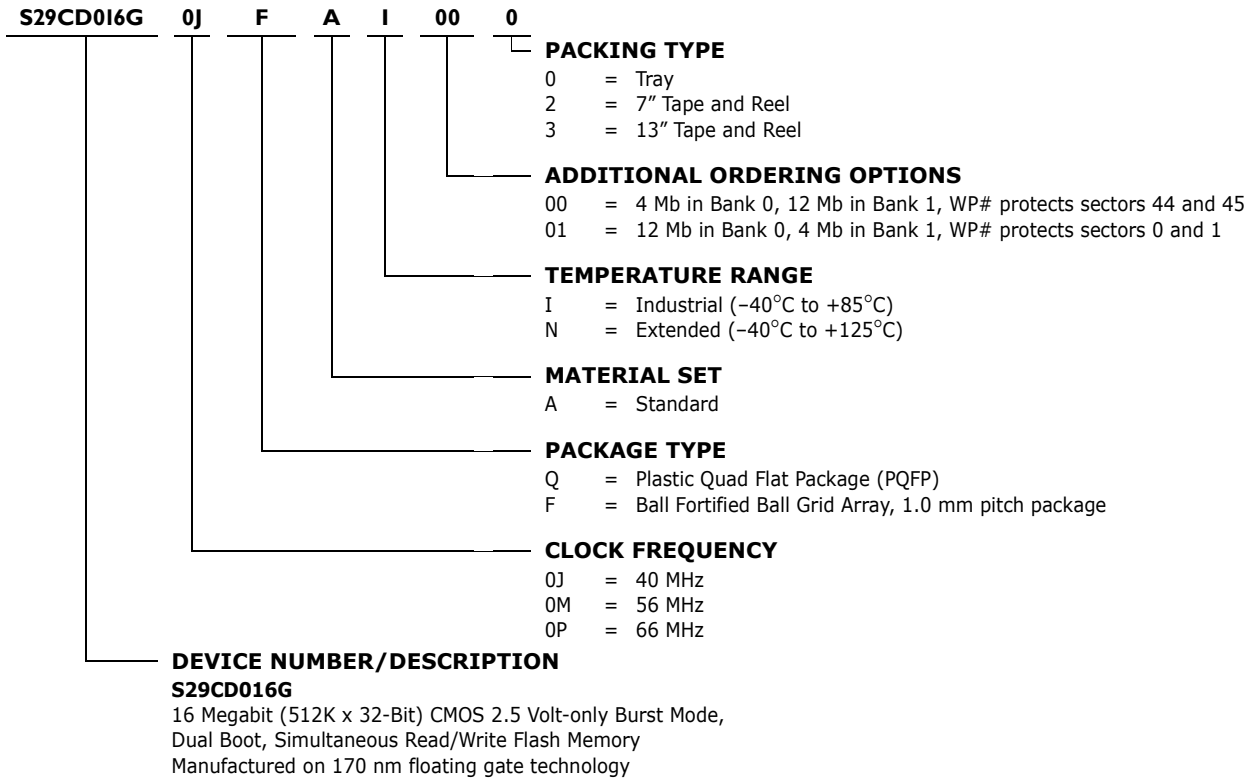 S29CD016G 0J F A I 00 0
PACKING TYPE
0 = Tray
2 = 7” Tape and Reel
3 = 13” Tape and Reel
ADDITIONAL ORDERING OPTIONS
00 = 4 Mb in Bank 0, 12 Mb in Bank 1, WP# protects sectors 44 and 45
01 = 12 Mb in Bank 0, 4 Mb in Bank 1, WP# protects sectors 0 and 1
TEMPERATURE RANGE
I = Industrial (–40°C to +85°C)
N = Extended (–40°C to +125°C)
MATERIAL SET
A = Standard
PACKAGE TYPE
Q = Plastic Quad Flat Package (PQFP)
F = Ball Fortified Ball Grid Array, 1.0 mm pitch package
CLOCK FREQUENCY
0J = 40 MHz
0M = 56 MHz
0P = 66 MHz
DEVICE NUMBER/DESCRIPTION
S29CD016G
16 Megabit (512K x 32-Bit) CMOS 2.5 Volt-only Burst Mode,
Dual Boot, Simultaneous Read/Write Flash Memory
Manufactured on 170 nm floating gate technology